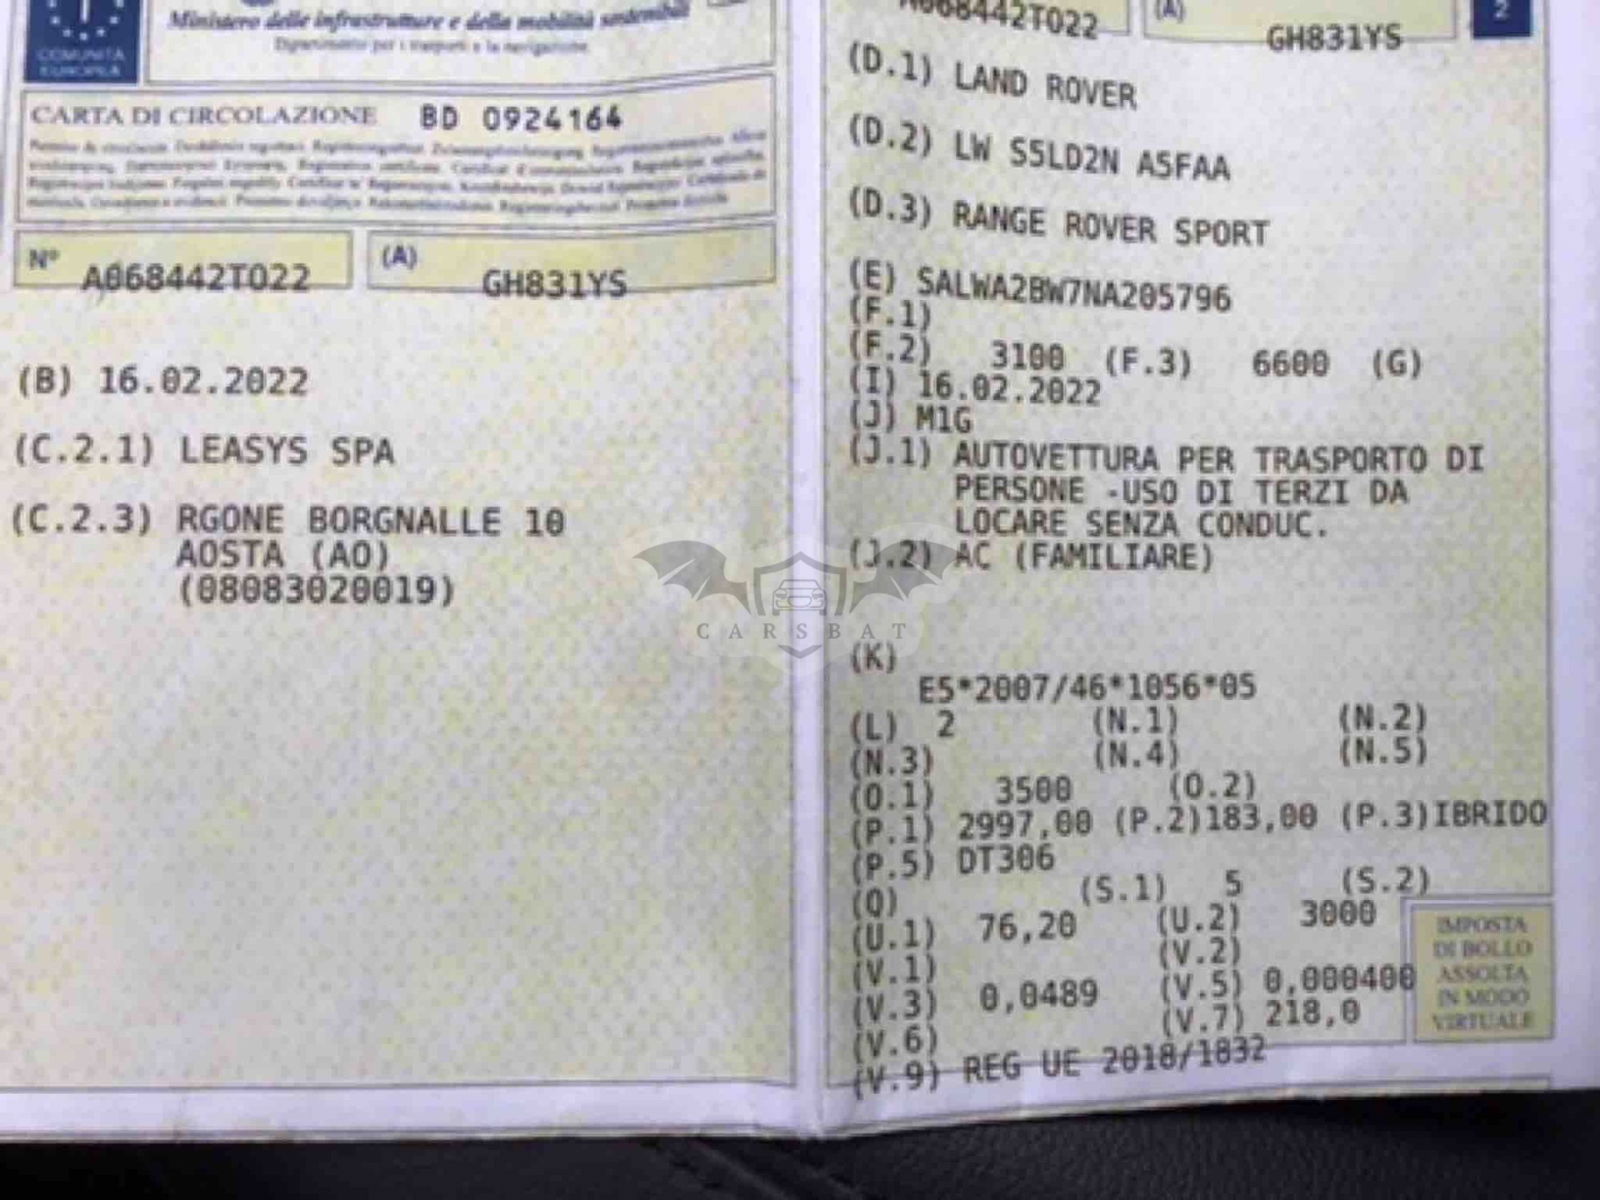 Ministero delle infrastrutture e della mobilità sostenibili
Dipartimento per i trasporti e la navigazione
COMUNITÀ
EUROPEA
CARTA DI CIRCOLAZIONE BD 0924164
N° A068442TO22 (A) GH831YS
(B) 16.02.2022
(C.2.1) LEASYS SPA
(C.2.3) RGONE BORGNALLE 10
AOSTA (AO)
(08083020019)
A068442TO22 (A) GH831YS 2
(D.1) LAND ROVER
(D.2) LW S5LD2N A5FAA
(D.3) RANGE ROVER SPORT
(E) SALWA2BW7NA205796
(F.1)
(F.2) 3100 (F.3) 6600 (G)
(I) 16.02.2022
(J) M1G
(J.1) AUTOVETTURA PER TRASPORTO DI
PERSONE -USO DI TERZI DA
LOCARE SENZA CONDUC.
(J.2) AC (FAMILIARE)
CARSBAT
(K)
E5*2007/46*1056*05
(L) 2 (N.1) (N.2)
(N.3) (N.4) (N.5)
(O.1) 3500 (O.2)
(P.1) 2997,00 (P.2)183,00 (P.3)IBRIDO
(P.5) DT306
(Q) (S.1) 5 (S.2)
(U.1) 76,20 (U.2) 3000
(V.1) (V.2)
(V.3) 0,0489 (V.5) 0,000400
(V.6) (V.7) 218,0
(V.9) REG UE 2018/1832
IMPOSTA
DI BOLLO
ASSOLTA
IN MODO
VIRTUALE